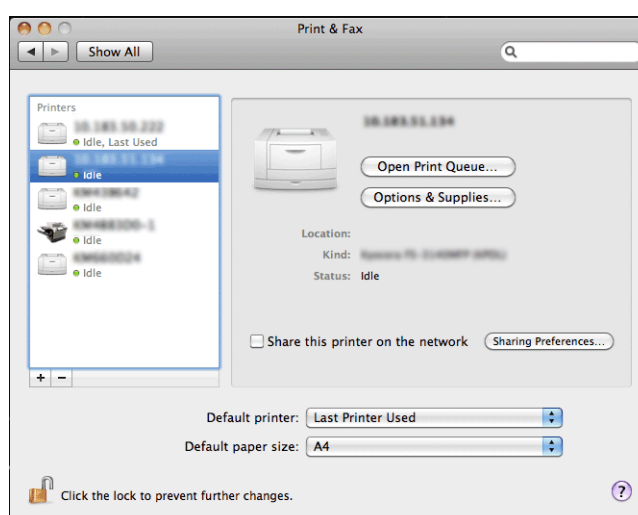 Print & Fax
Show All
Printers
Idle, Last Used
Idle
Idle
Idle
Idle
Open Print Queue...
Options & Supplies...
Location:
Kind:
Status: Idle
Share this printer on the network
Sharing Preferences...
+ −
Default printer: Last Printer Used
Default paper size: A4
Click the lock to prevent further changes.
?